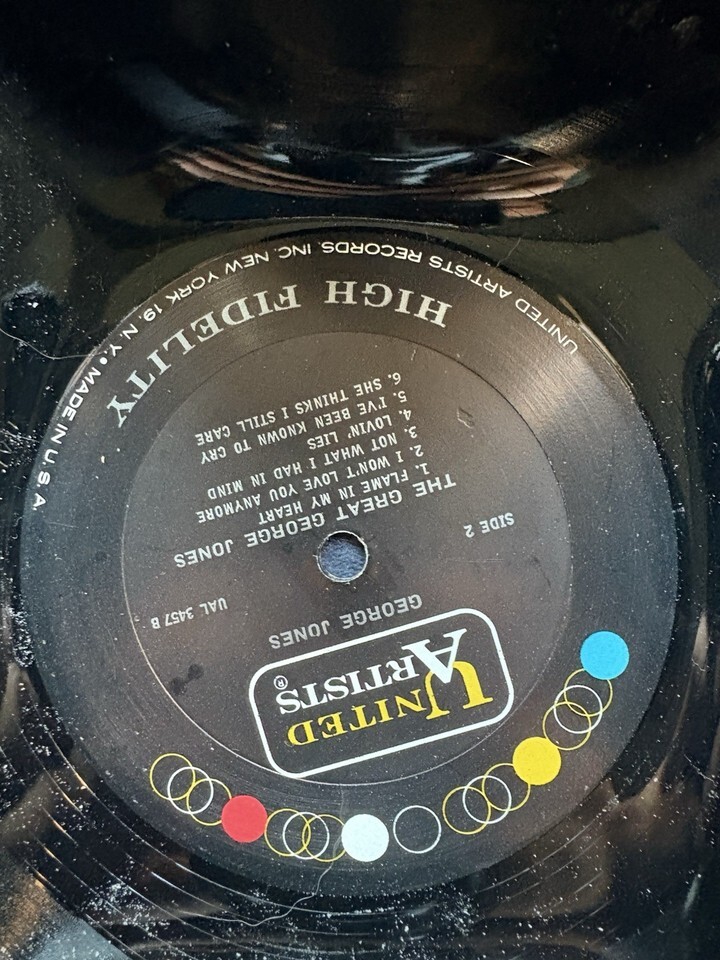 UNITED
ARTISTS®
GEORGE JONES
SIDE 2
UAL 3457 B
THE GREAT GEORGE JONES
1. FLAME IN MY HEART
2. I WON'T LOVE YOU ANYMORE
3. NOT WHAT I HAD IN MIND
4. LOVIN' LIES
5. I'VE BEEN KNOWN TO CRY
6. SHE THINKS I STILL CARE
HIGH FIDELITY
UNITED ARTISTS RECORDS, INC. NEW YORK 19, N.Y. • MADE IN U.S.A.